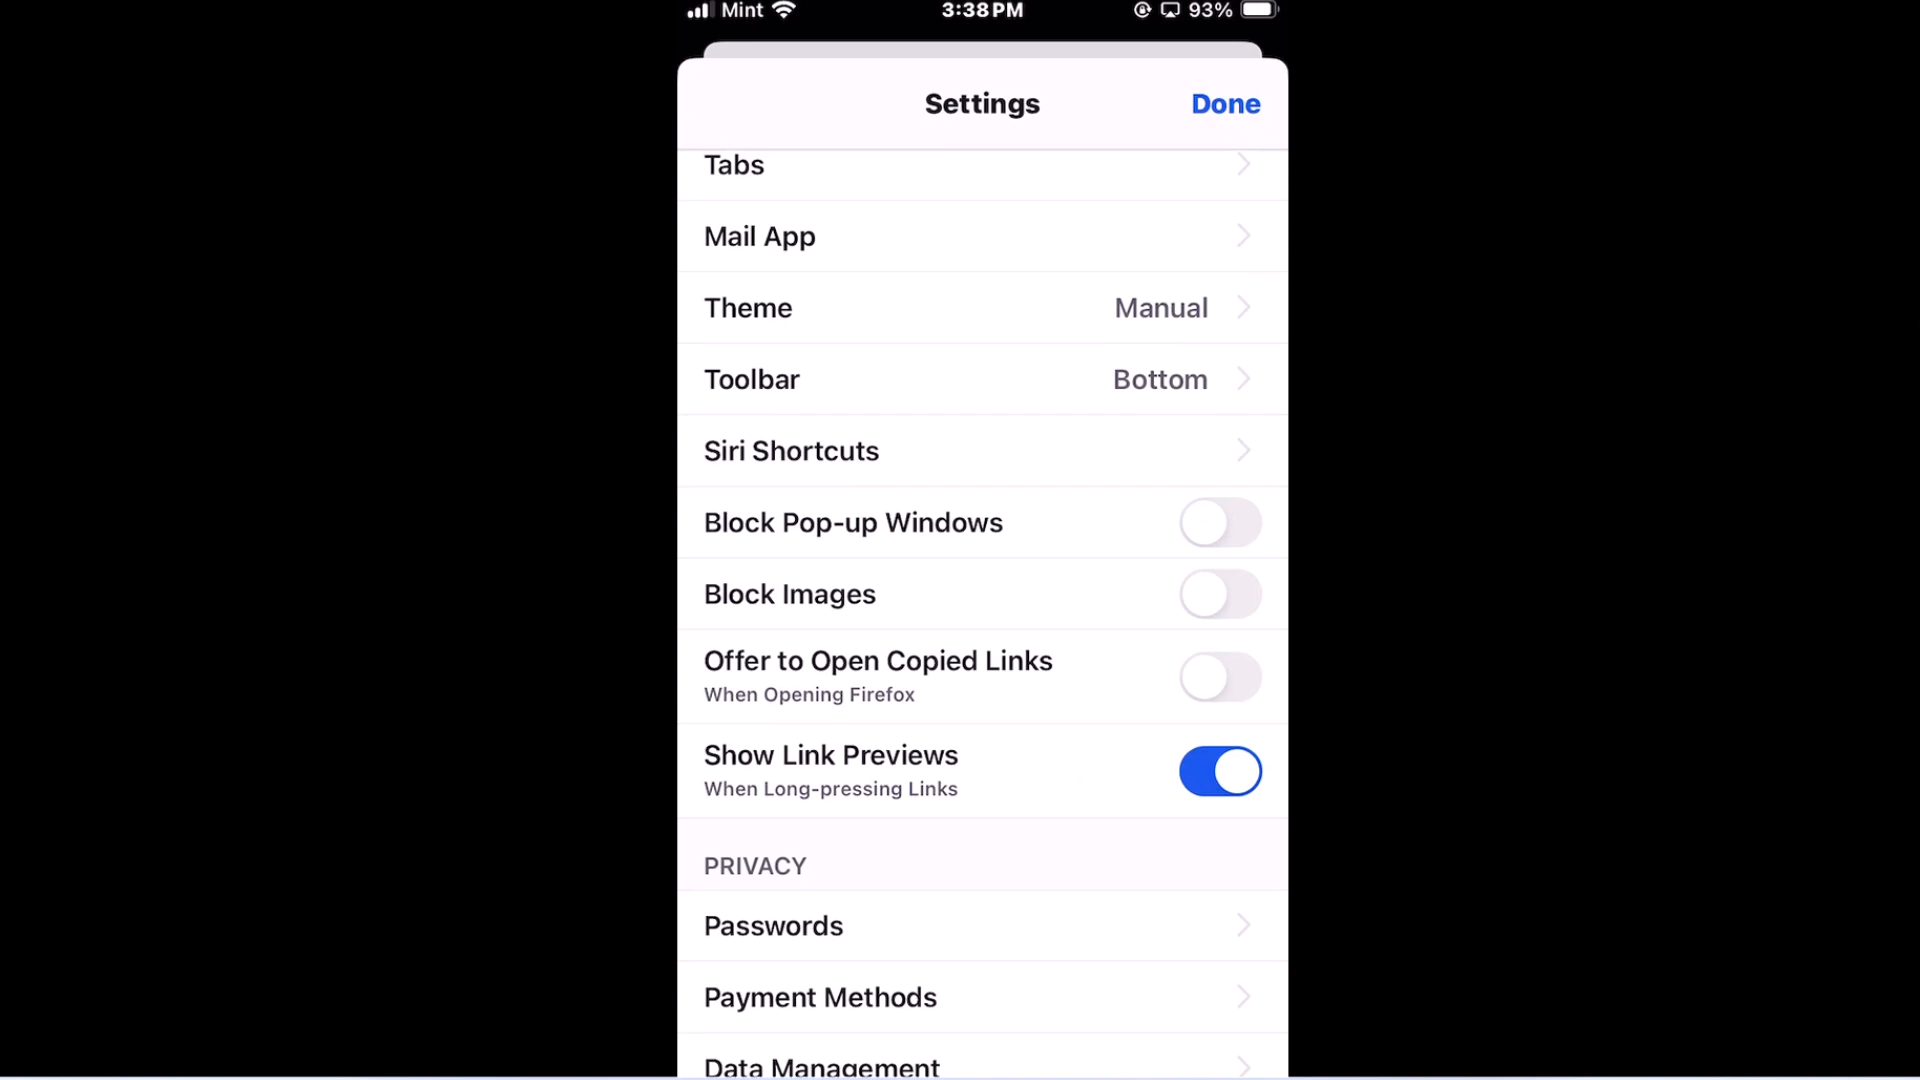 Mint 3:38 PM 93%
Settings Done
Tabs
Mail App
Theme Manual
Toolbar Bottom
Siri Shortcuts
Block Pop-up Windows
Block Images
Offer to Open Copied Links
When Opening Firefox
Show Link Previews
When Long-pressing Links
PRIVACY
Passwords
Payment Methods
Data Management